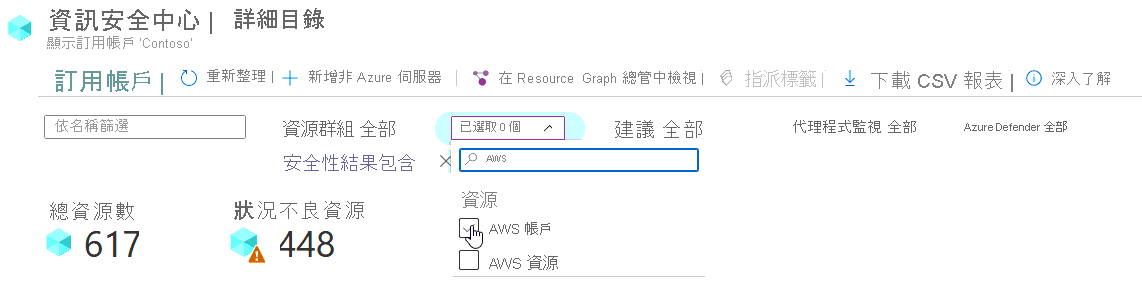 資訊安全中心 | 詳細目錄
顯示訂用帳戶 'Contoso'
訂用帳戶 | 重新整理 | 新增非 Azure 伺服器 | 在 Resource Graph 總管中檢視 | 指派標籤 | 下載 CSV 報表 | 深入了解
依名稱篩選 資源群組 全部 已選取 0 個 建議 全部 代理程式監視 全部 Azure Defender 全部
安全性結果包含 AWS
資源
總資源數 狀況不良資源
AWS 帳戶
617 448
AWS 資源